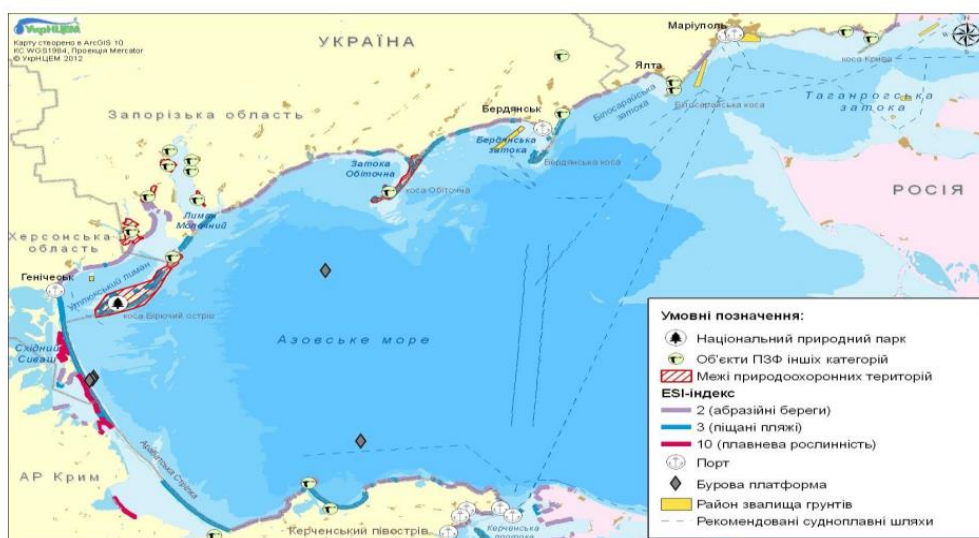 УкрНЦЕМ
Карту створено в ArcGIS 10
КС WGS1984, Проекція Mercator
© УкрНЦЕМ 2012
УКРАЇНА
Маріуполь
N
W
S
коса Крива
Ялта
Таганрогська
затока
Білосарайська
затока
Білосарайська коса
Запорізька область
Бердянськ
Бердянська
затока
Бердянська коса
Затока
Обіточна
коса Обіточна
РОСІЯ
Лиман
Молочний
Херсонська
область
Генічеськ
Утлюкський лиман
коса Бірючий острів
Східний
Сиваш
Азовське море
Арабатська Стрілка
АР Крим
Керченський півострів
Керченська
протока
Умовні позначення:
Національний природний парк
Об'єкти ПЗФ інших категорій
Межі природоохоронних територій
ESI-індекс
2 (абразійні береги)
3 (піщані пляжі)
10 (плавнева рослинність)
Порт
Бурова платформа
Район звалища грунтів
Рекомендовані судноплавні шляхи